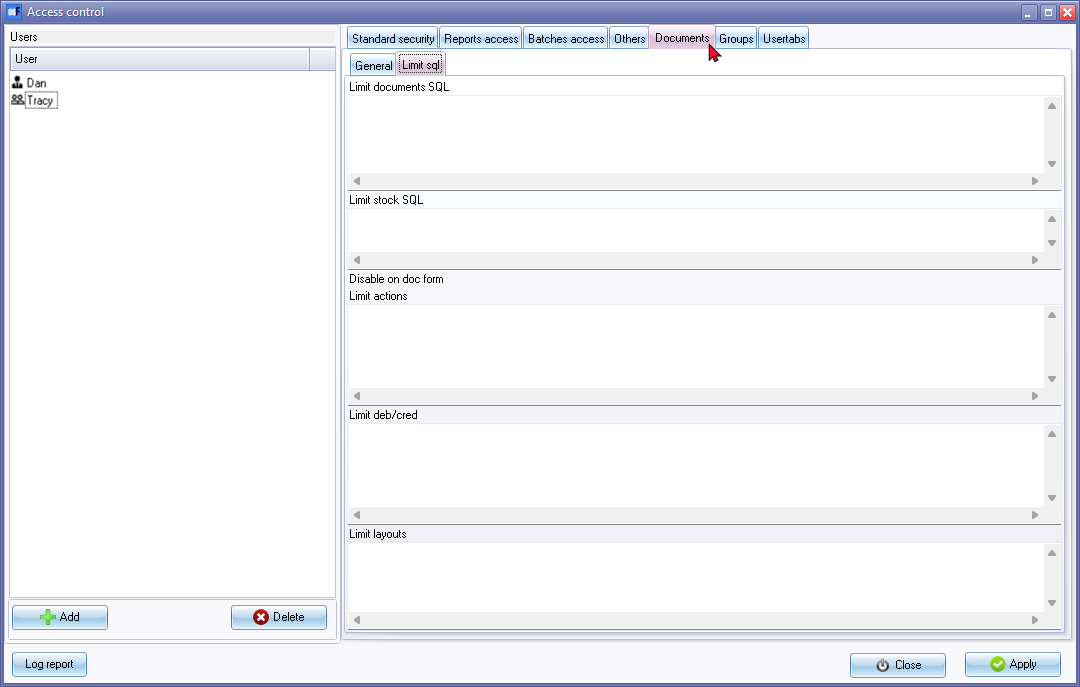 Access control
Users
User
Dan
Tracy
Add
Delete
Log report
Standard security
Reports access
Batches access
Others
Documents
Groups
Usertabs
General
Limit sql
Limit documents SQL
Limit stock SQL
Disable on doc form
Limit actions
Limit deb/cred
Limit layouts
Close
Apply